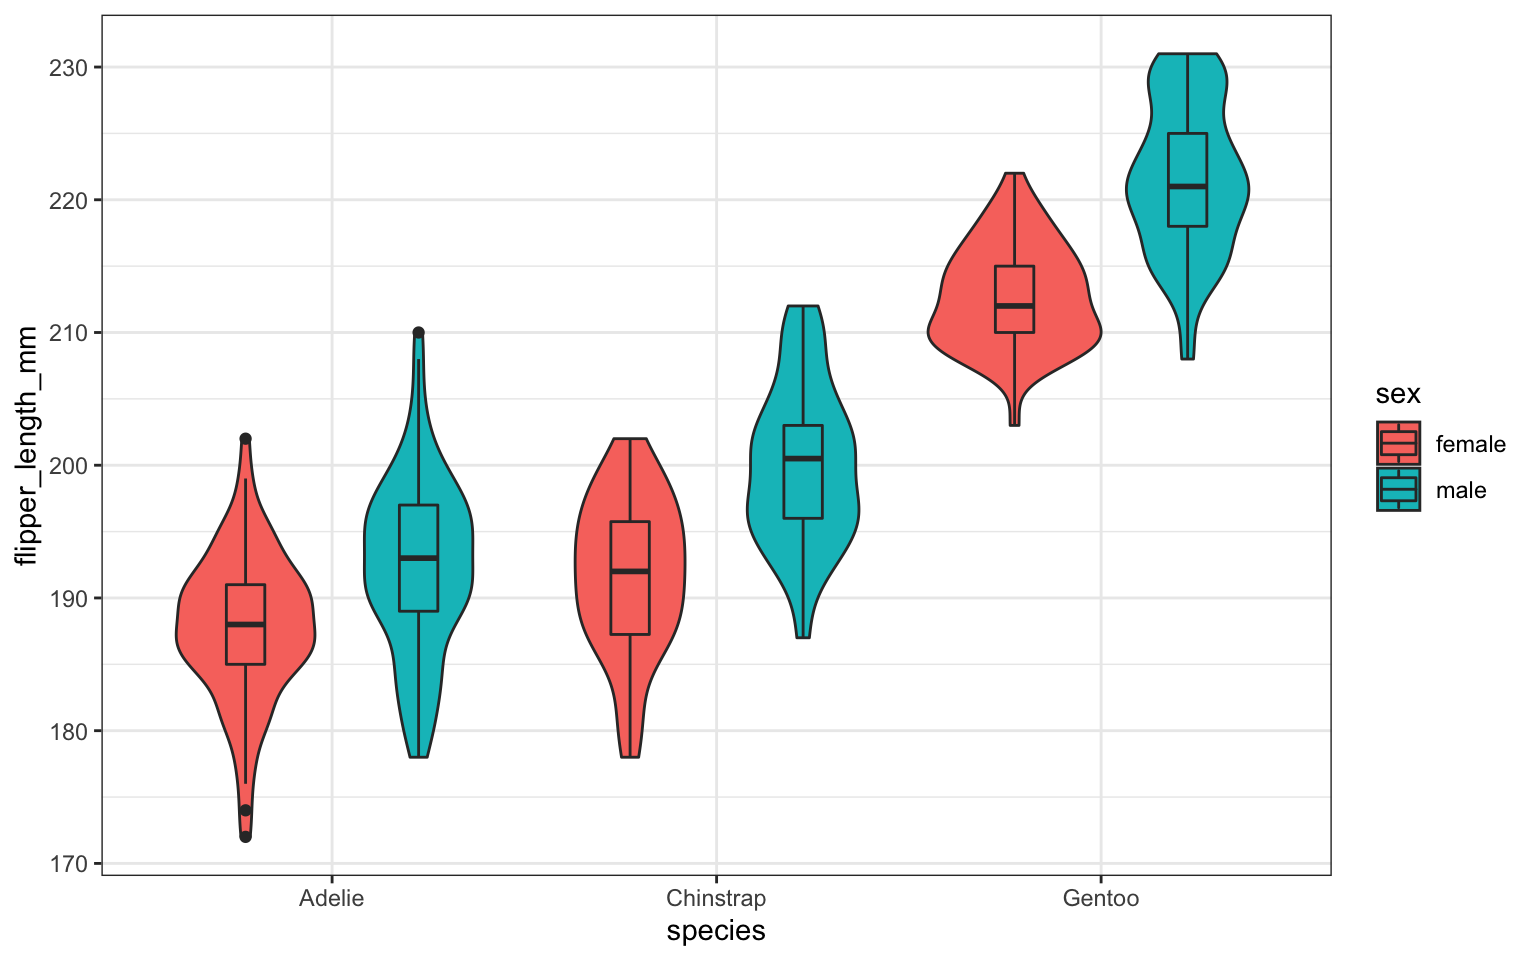 flipper_length_mm
230
220
210
200
190
180
170
Adelie
Chinstrap
Gentoo
species
sex
female
male